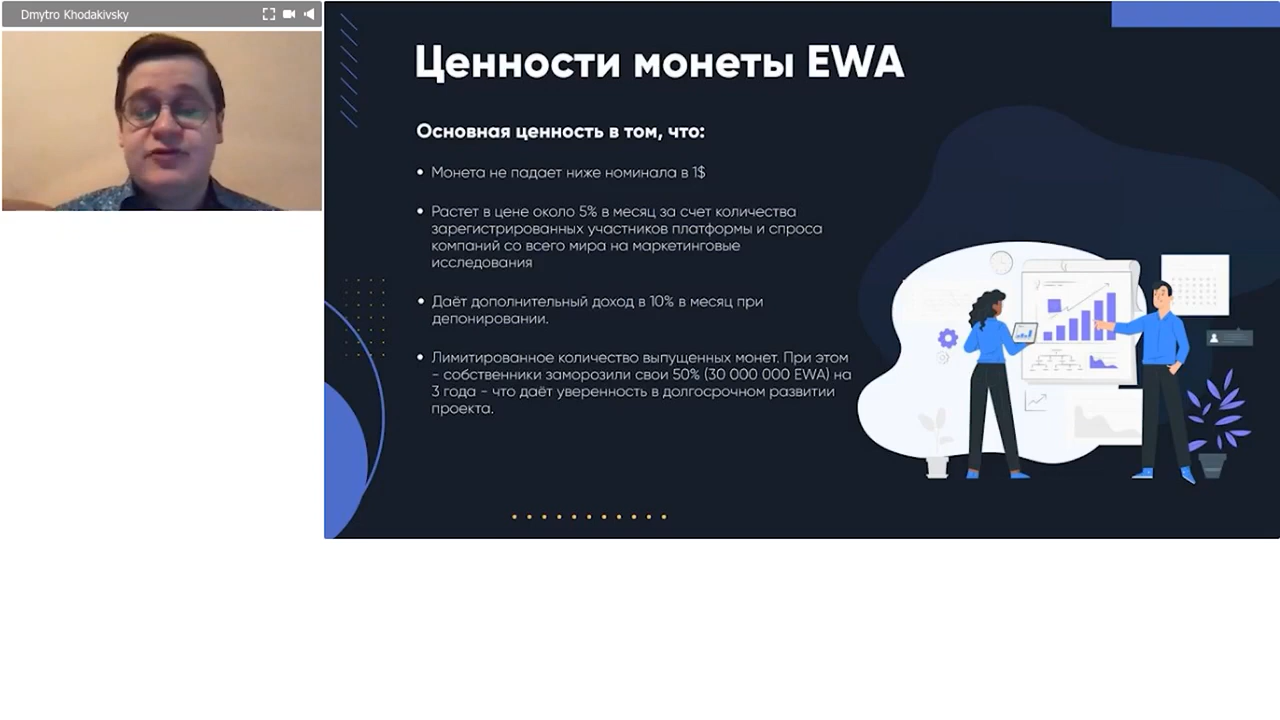 Dmytro Khodakivsky
Ценности монеты EWA
Основная ценность в том, что:
• Монета не падает ниже номинала в 1$
• Растет в цене около 5% в месяц за счет количества
зарегистрированных участников платформы и спроса
компаний со всего мира на маркетинговые
исследования
• Даёт дополнительный доход в 10% в месяц при
депонировании.
• Лимитированное количество выпущенных монет. При этом
- собственники заморозили свои 50% (30 000 000 EWA) на
3 года - что даёт уверенность в долгосрочном развитии
проекта.